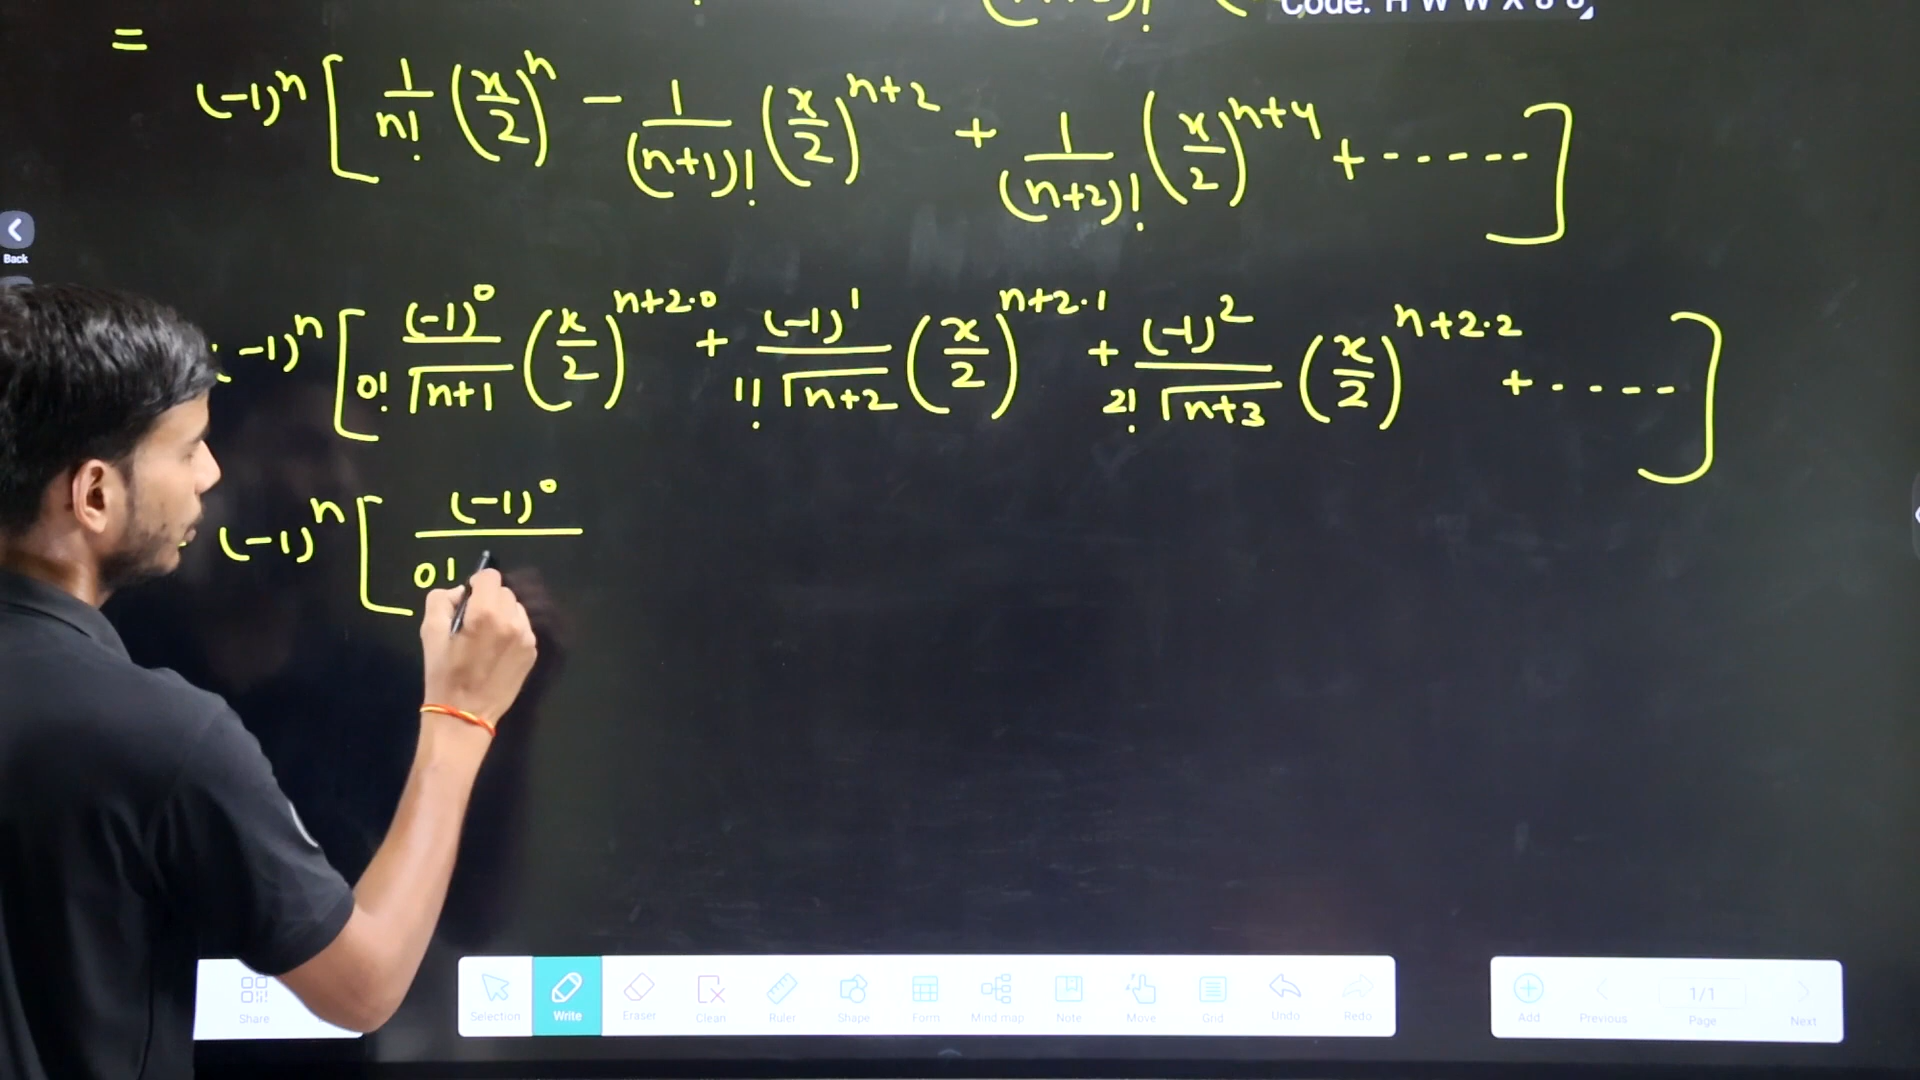 Code: H W W X
=
(-1)ⁿ [ 1/n! (x/2)ⁿ - 1/(n+1)! (x/2)ⁿ⁺² + 1/(n+2)! (x/2)ⁿ⁺⁴ + ----- ]
Back
(-1)ⁿ [ (-1)⁰/(0! Γn+1) (x/2)^(n+2·0) + (-1)¹/(1! Γn+2) (x/2)^(n+2·1) + (-1)²/(2! Γn+3) (x/2)^(n+2·2) + ---- ]
(-1)ⁿ [ (-1)⁰/0!
Share Selection Write Eraser Clean Ruler Shape Form Mind map Note Move Grid Undo Redo Add Previous 1/1 Page Next